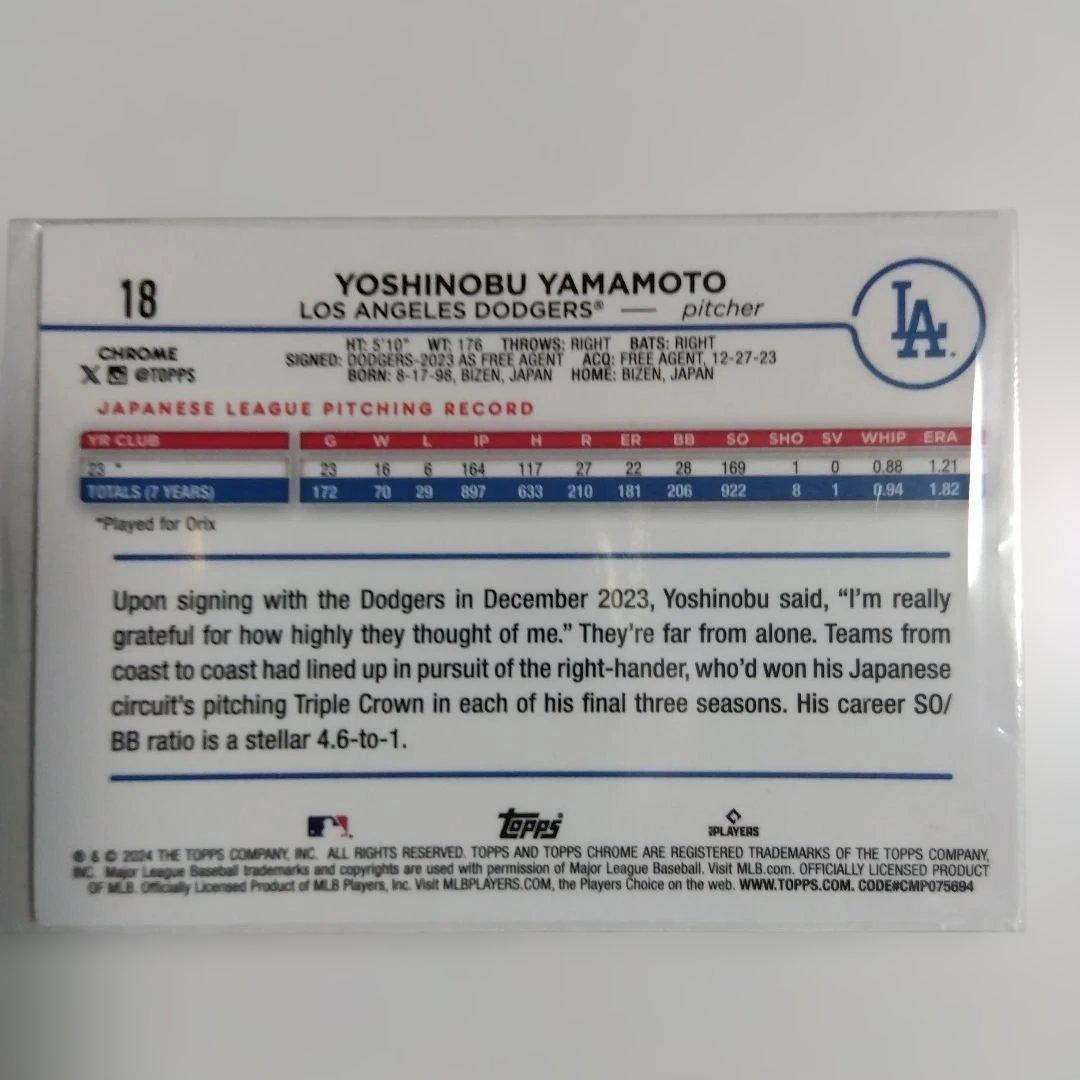 18
YOSHINOBU YAMAMOTO
LOS ANGELES DODGERS® — pitcher
LA
CHROME
X @TOPPS
HT: 5'10" WT: 176 THROWS: RIGHT BATS: RIGHT
SIGNED: DODGERS-2023 AS FREE AGENT ACQ: FREE AGENT, 12-27-23
BORN: 8-17-98, BIZEN, JAPAN HOME: BIZEN, JAPAN
JAPANESE LEAGUE PITCHING RECORD
YR CLUB G W L IP H R ER BB SO SHO SV WHIP ERA
23 * 23 16 6 164 117 27 22 28 169 1 0 0.88 1.21
TOTALS (7 YEARS) 172 70 29 897 633 210 181 206 922 8 1 0.94 1.82
*Played for Orix
Upon signing with the Dodgers in December 2023, Yoshinobu said, “I’m really
grateful for how highly they thought of me.” They’re far from alone. Teams from
coast to coast had lined up in pursuit of the right-hander, who’d won his Japanese
circuit’s pitching Triple Crown in each of his final three seasons. His career SO/
BB ratio is a stellar 4.6-to-1.
Topps
PLAYERS
® & © 2024 THE TOPPS COMPANY, INC. ALL RIGHTS RESERVED. TOPPS AND TOPPS CHROME ARE REGISTERED TRADEMARKS OF THE TOPPS COMPANY,
INC. Major League Baseball trademarks and copyrights are used with permission of Major League Baseball. Visit MLB.com. OFFICIALLY LICENSED PRODUCT
OF MLB. Officially Licensed Product of MLB Players, Inc. Visit MLBPLAYERS.COM, the Players Choice on the web. WWW.TOPPS.COM. CODE#CMP075694